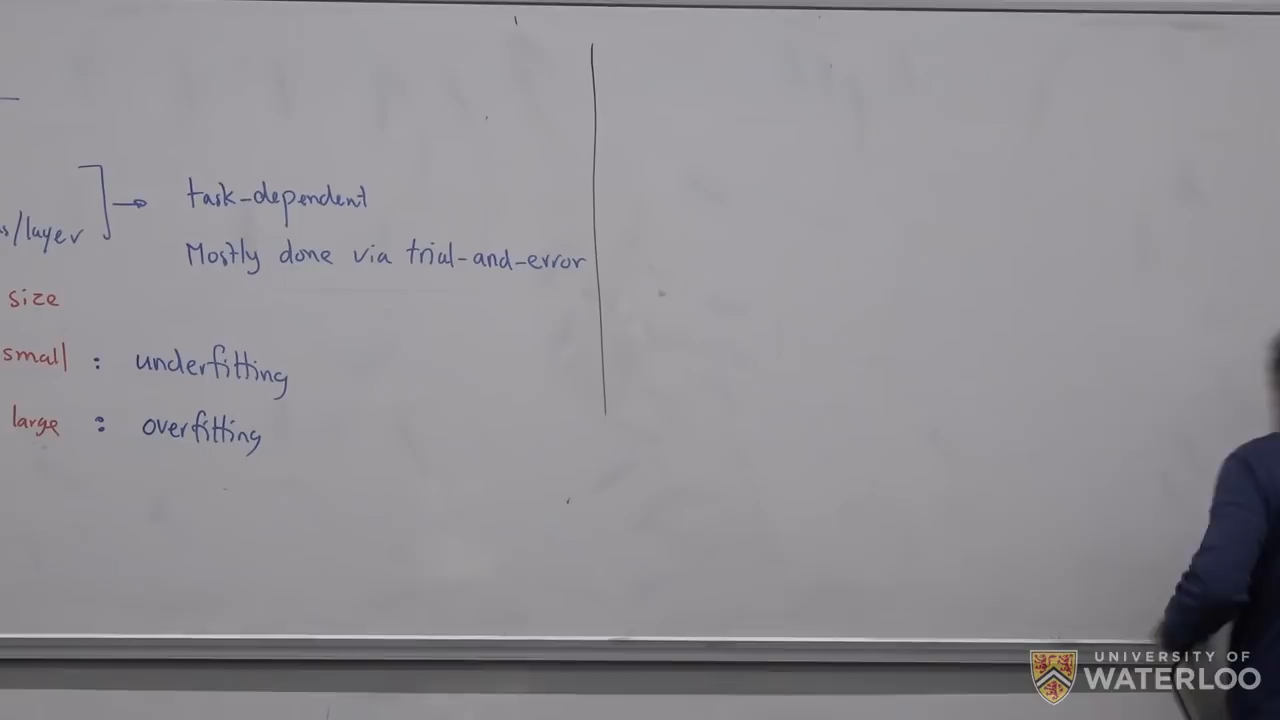 task-dependent
s/layer
Mostly done via trial-and-error
size
small : underfitting
large : overfitting
UNIVERSITY OF
WATERLOO